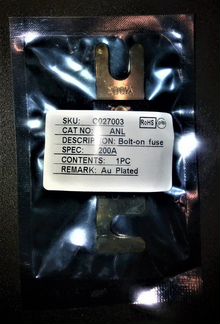 SKU: C027003
RoHS
CAT NO: ANL
DESCRIPTION: Bolt-on fuse
SPEC: 200A
CONTENTS: 1PC
REMARK: Au Plated